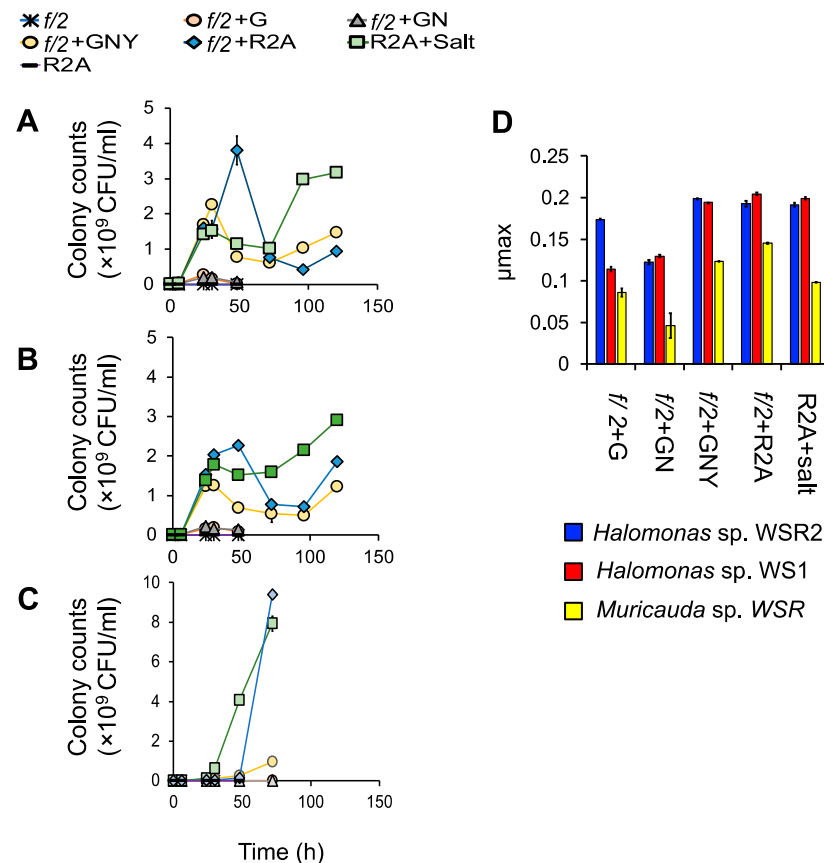 f/2 f/2+G f/2+GN
f/2+GNY f/2+R2A R2A+Salt
R2A
A
Colony counts
(×10⁹ CFU/ml)
5
4
3
2
1
0
0 50 100 150
B
Colony counts
(×10⁹ CFU/ml)
5
4
3
2
1
0
0 50 100 150
C
Colony counts
(×10⁹ CFU/ml)
10
8
6
4
2
0
0 50 100 150
Time (h)
D
µmax
0.25
0.2
0.15
0.1
0.05
0
f/ 2+G
f/2+GN
f/2+GNY
f/2+R2A
R2A+salt
Halomonas sp. WSR2
Halomonas sp. WS1
Muricauda sp. WSR